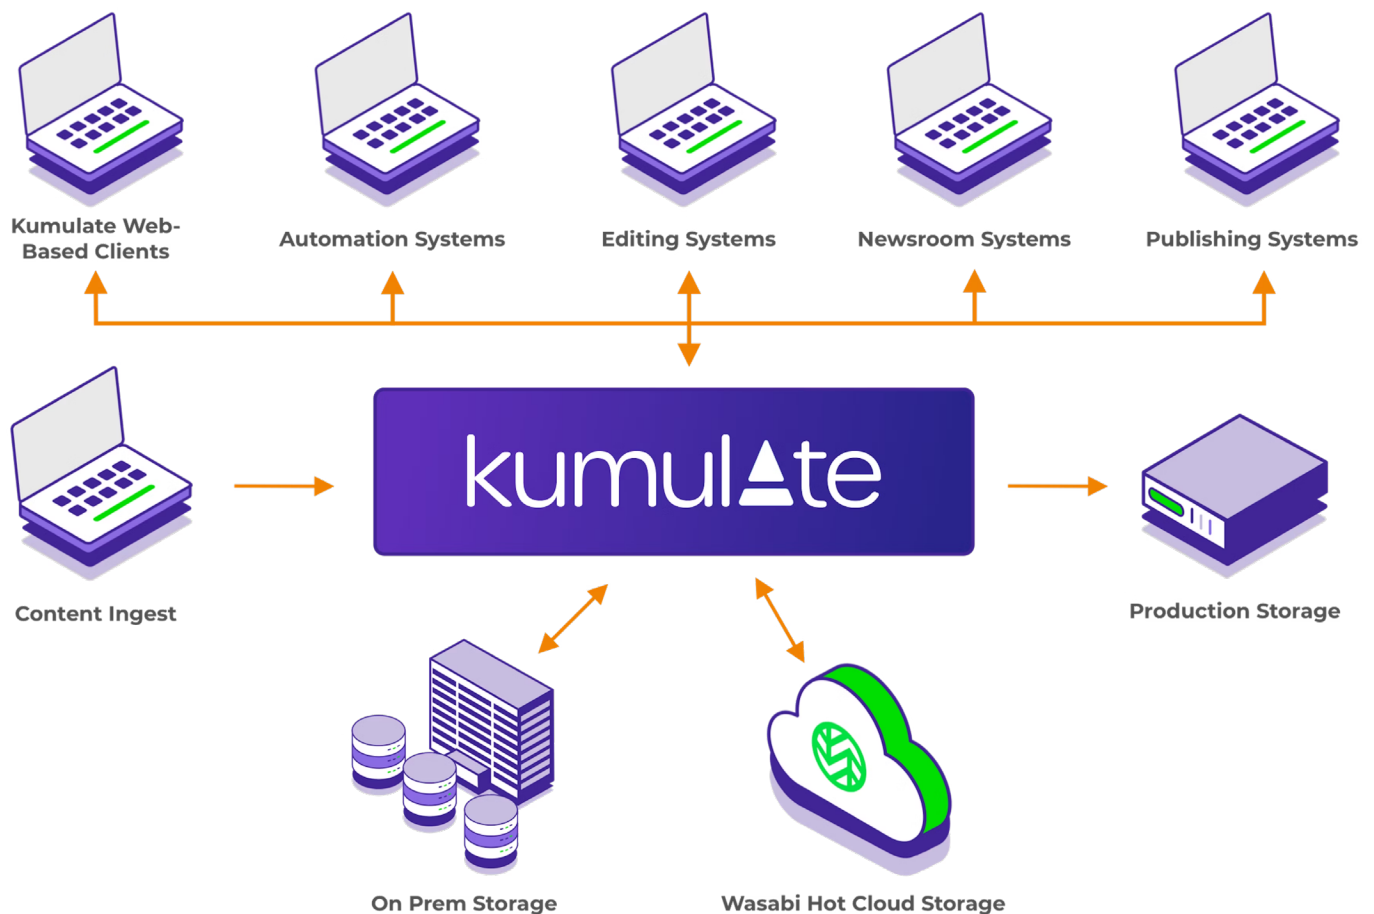 Kumulate Web-
Based Clients
Automation Systems
Editing Systems
Newsroom Systems
Publishing Systems
kumulate
Content Ingest
Production Storage
On Prem Storage
Wasabi Hot Cloud Storage